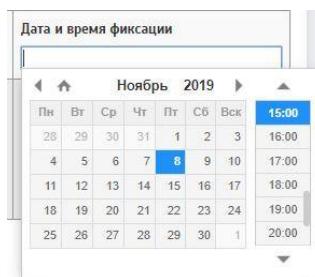 Дата и время фиксации
Ноябрь 2019
Пн Вт Ср Чт Пт Сб Вск 15:00
28 29 30 31 1 2 3 16:00
4 5 6 7 8 9 10 17:00
11 12 13 14 15 16 17 18:00
18 19 20 21 22 23 24 19:00
25 26 27 28 29 30 1 20:00